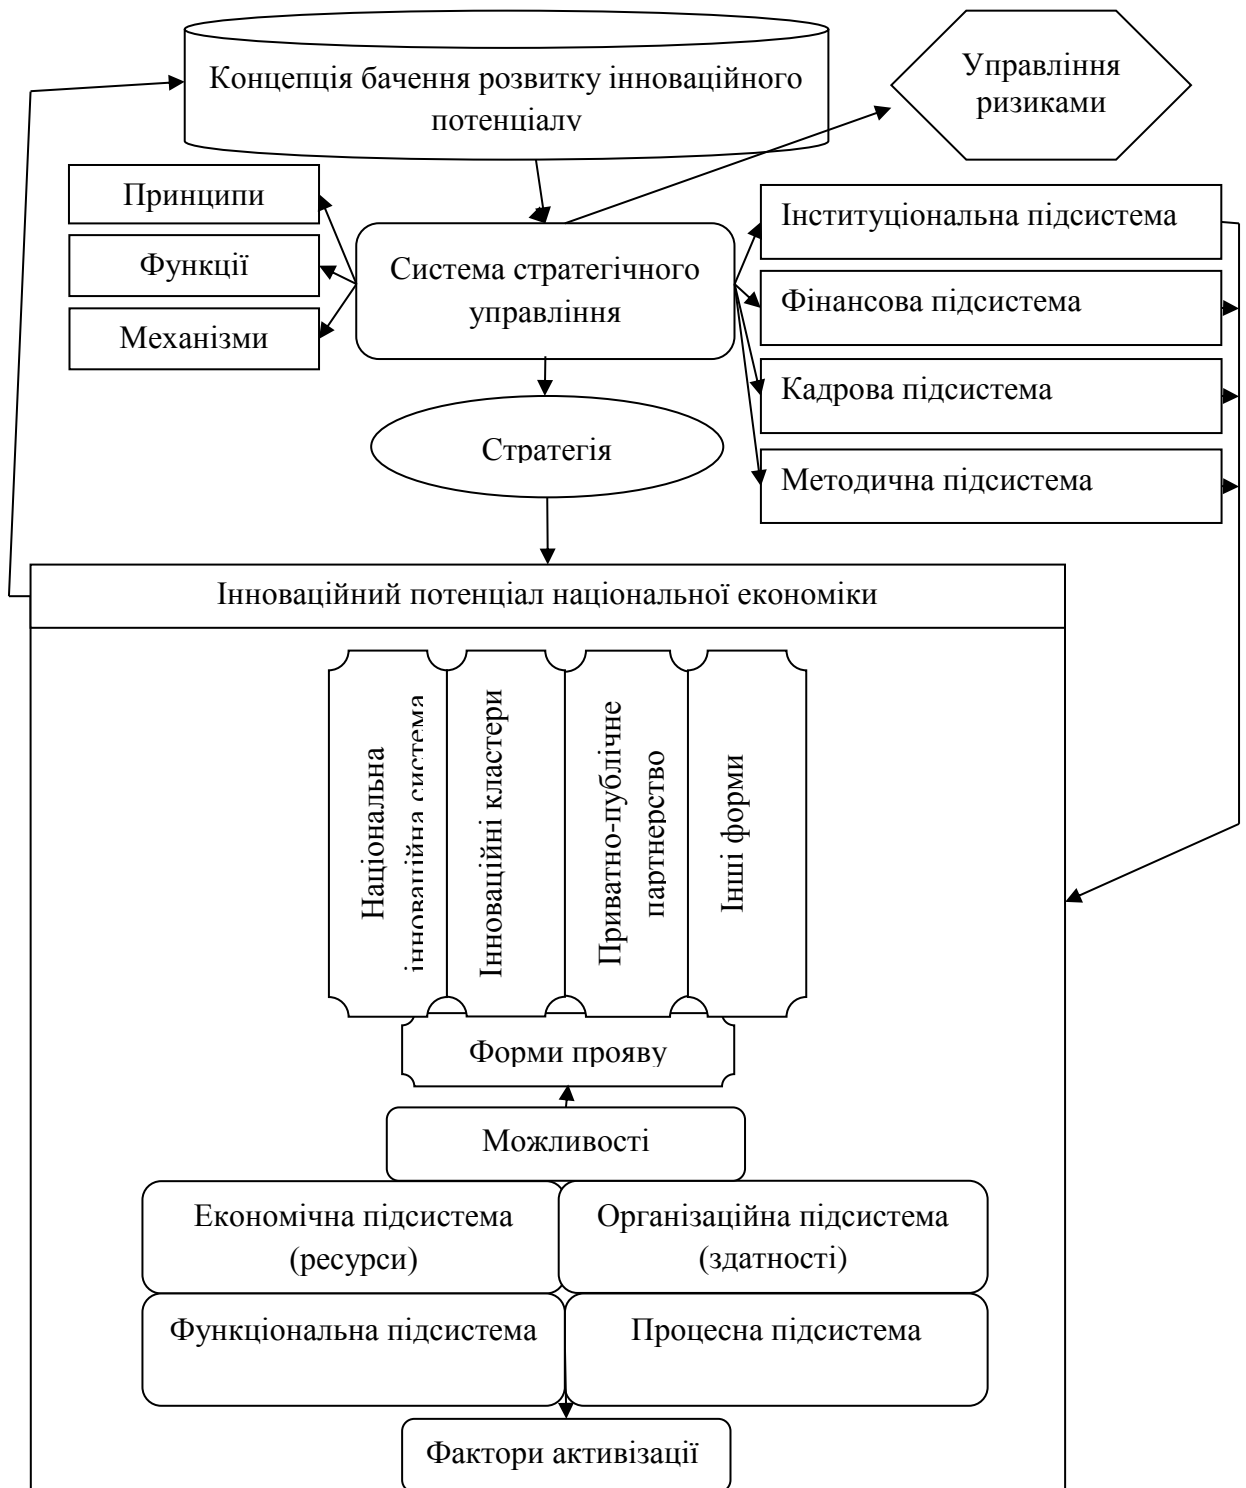 Концепція бачення розвитку інноваційного
потенціалу
Управління
ризиками
Принципи
Функції
Механізми
Система стратегічного
управління
Інституціональна підсистема
Фінансова підсистема
Кадрова підсистема
Методична підсистема
Стратегія
Інноваційний потенціал національної економіки
Національна
інноваційна система
Інноваційні кластери
Приватно-публічне
партнерство
Інші форми
Форми прояву
Можливості
Економічна підсистема
(ресурси)
Організаційна підсистема
(здатності)
Функціональна підсистема
Процесна підсистема
Фактори активізації